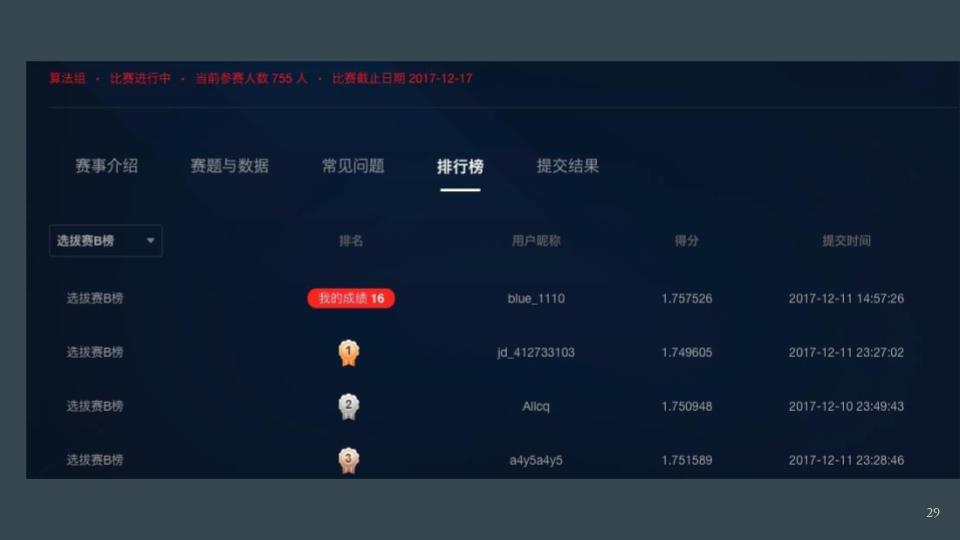 算法组 · 比赛进行中 · 当前参赛人数 755 人 · 比赛截止日期 2017-12-17
赛事介绍 赛题与数据 常见问题 排行榜 提交结果
选拔赛B榜 排名 用户昵称 得分 提交时间
选拔赛B榜 我的成绩 16 blue_1110 1.757526 2017-12-11 14:57:26
选拔赛B榜 1 jd_412733103 1.749605 2017-12-11 23:27:02
选拔赛B榜 2 Allcq 1.750948 2017-12-10 23:49:43
选拔赛B榜 3 a4y5a4y5 1.751589 2017-12-11 23:28:46
29